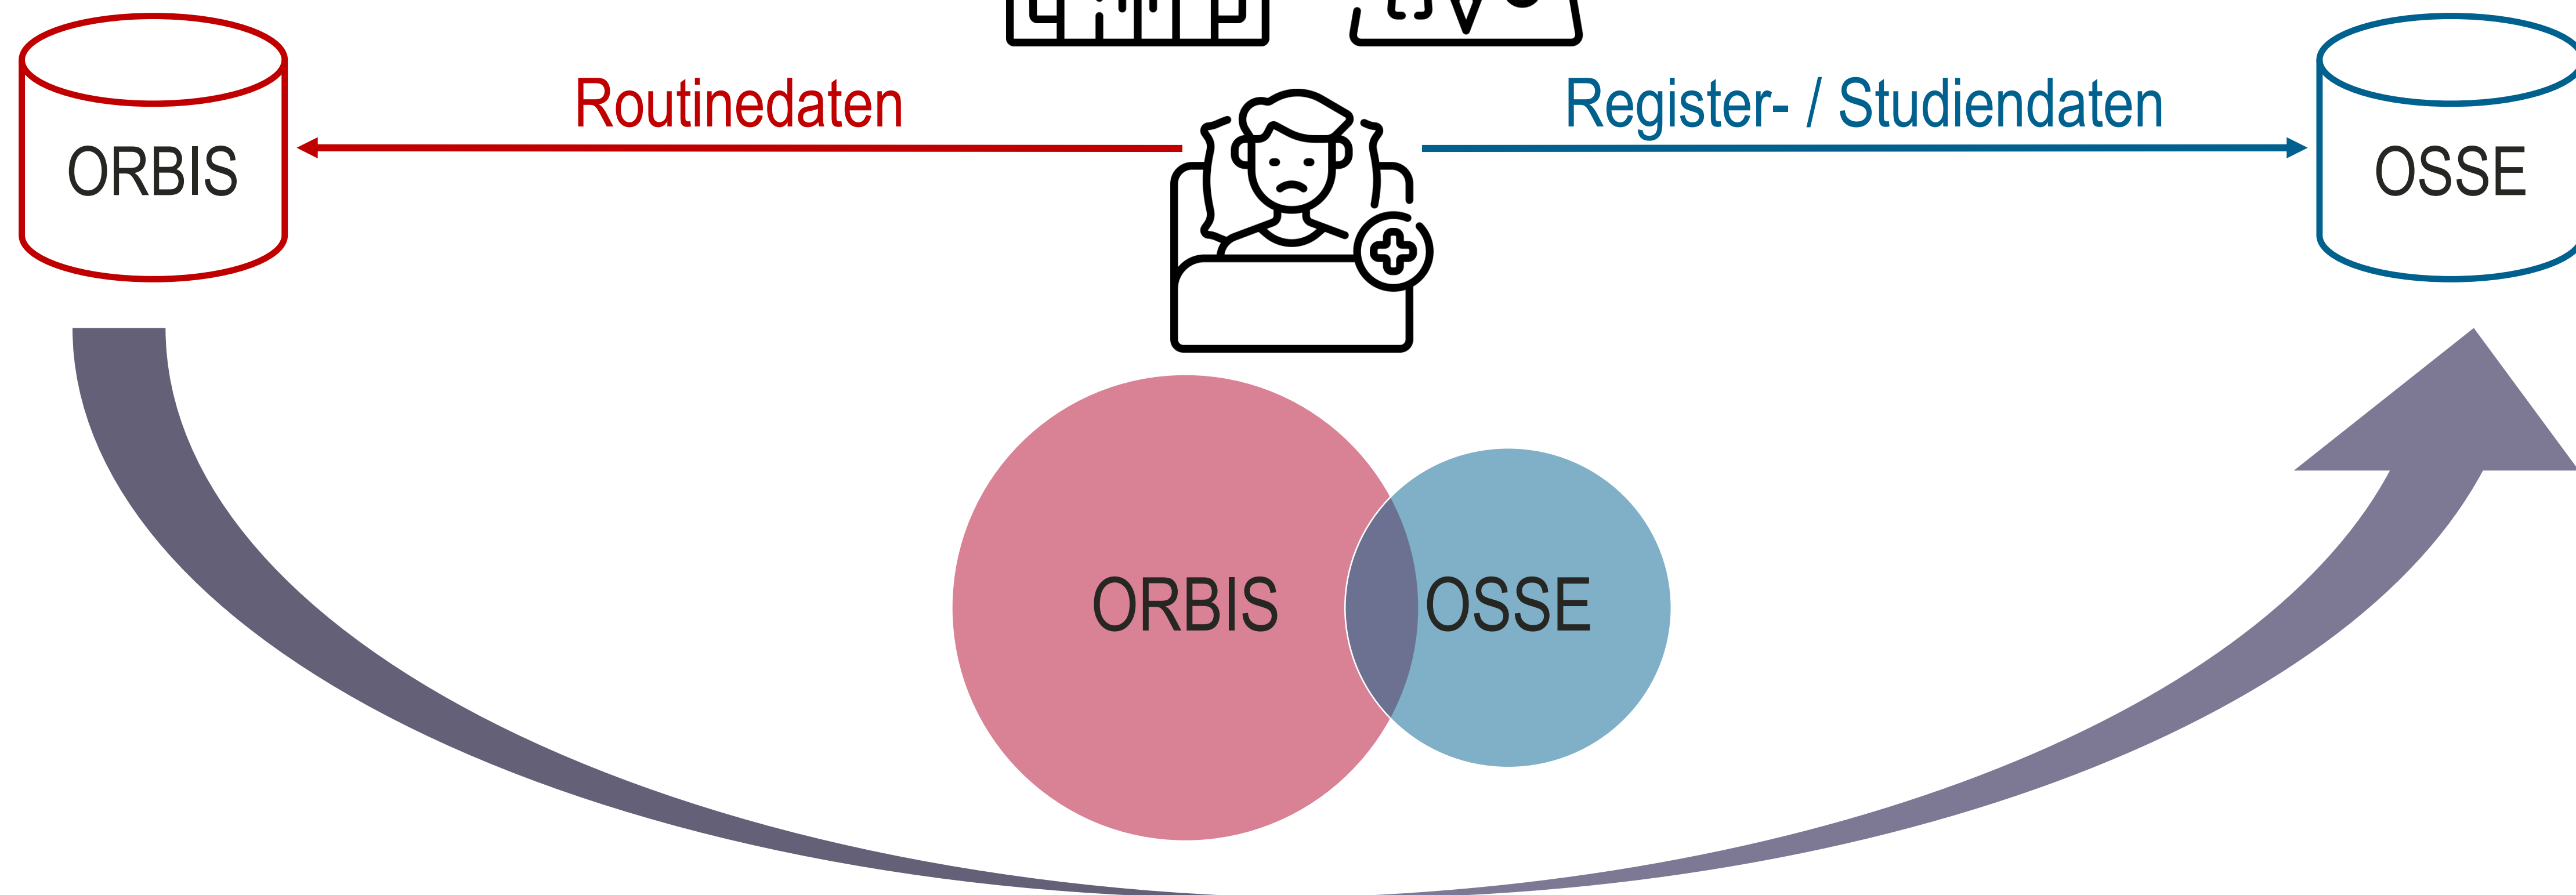 Routinedaten
Register- / Studiendaten
ORBIS
OSSE
ORBIS
OSSE